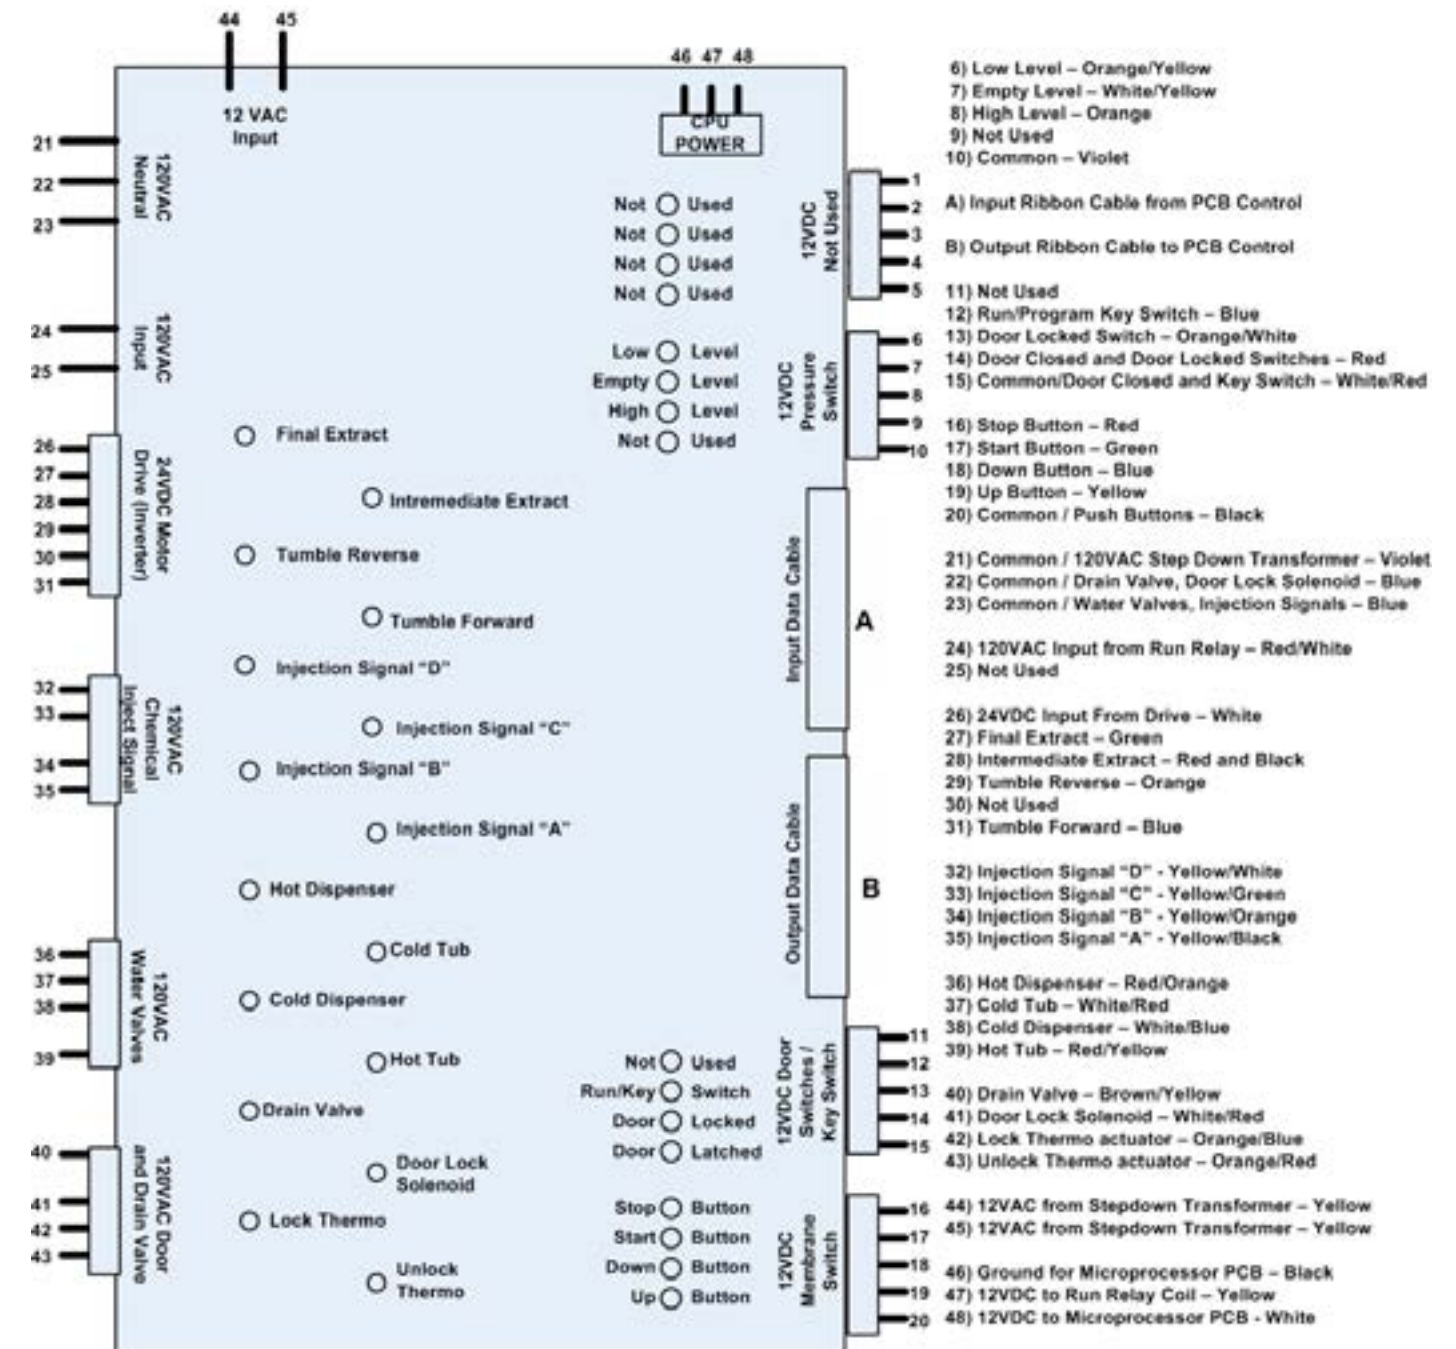 44 45
46 47 48
12 VAC
Input
CPU
POWER
21
22
23
120VAC
Neutral
24
25
120VAC
Input
26
27
28
29
30
31
24VDC Motor
Drive (Inverter)
32
33
34
35
120VAC
Chemical
Inject Signal
36
37
38
39
120VAC
Water Valves
40
41
42
43
120VAC Door
and Drain Valve
Final Extract
Intremediate Extract
Tumble Reverse
Tumble Forward
Injection Signal "D"
Injection Signal "C"
Injection Signal "B"
Injection Signal "A"
Hot Dispenser
Cold Tub
Cold Dispenser
Hot Tub
Drain Valve
Door Lock
Solenoid
Lock Thermo
Unlock
Thermo
Not Used
Not Used
Not Used
Not Used
12VDC
Not Used
1
2
3
4
5
Low Level
Empty Level
High Level
Not Used
12VDC
Pressure
Switch
6
7
8
9
10
Input Data Cable
A
Output Data Cable
B
Not Used
Run/Key Switch
Door Locked
Door Latched
12VDC Door
Switches /
Key Switch
11
12
13
14
15
Stop Button
Start Button
Down Button
Up Button
12VDC
Membrane
Switch
16
17
18
19
20
6) Low Level – Orange/Yellow
7) Empty Level – White/Yellow
8) High Level – Orange
9) Not Used
10) Common – Violet
A) Input Ribbon Cable from PCB Control
B) Output Ribbon Cable to PCB Control
11) Not Used
12) Run/Program Key Switch – Blue
13) Door Locked Switch – Orange/White
14) Door Closed and Door Locked Switches – Red
15) Common/Door Closed and Key Switch – White/Red
16) Stop Button – Red
17) Start Button – Green
18) Down Button – Blue
19) Up Button – Yellow
20) Common / Push Buttons – Black
21) Common / 120VAC Step Down Transformer – Violet
22) Common / Drain Valve, Door Lock Solenoid – Blue
23) Common / Water Valves, Injection Signals – Blue
24) 120VAC Input from Run Relay – Red/White
25) Not Used
26) 24VDC Input From Drive – White
27) Final Extract – Green
28) Intermediate Extract – Red and Black
29) Tumble Reverse – Orange
30) Not Used
31) Tumble Forward – Blue
32) Injection Signal "D" - Yellow/White
33) Injection Signal "C" - Yellow/Green
34) Injection Signal "B" - Yellow/Orange
35) Injection Signal "A" - Yellow/Black
36) Hot Dispenser – Red/Orange
37) Cold Tub – White/Red
38) Cold Dispenser – White/Blue
39) Hot Tub – Red/Yellow
40) Drain Valve – Brown/Yellow
41) Door Lock Solenoid – White/Red
42) Lock Thermo actuator – Orange/Blue
43) Unlock Thermo actuator – Orange/Red
44) 12VAC from Stepdown Transformer – Yellow
45) 12VAC from Stepdown Transformer – Yellow
46) Ground for Microprocessor PCB – Black
47) 12VDC to Run Relay Coil – Yellow
48) 12VDC to Microprocessor PCB - White